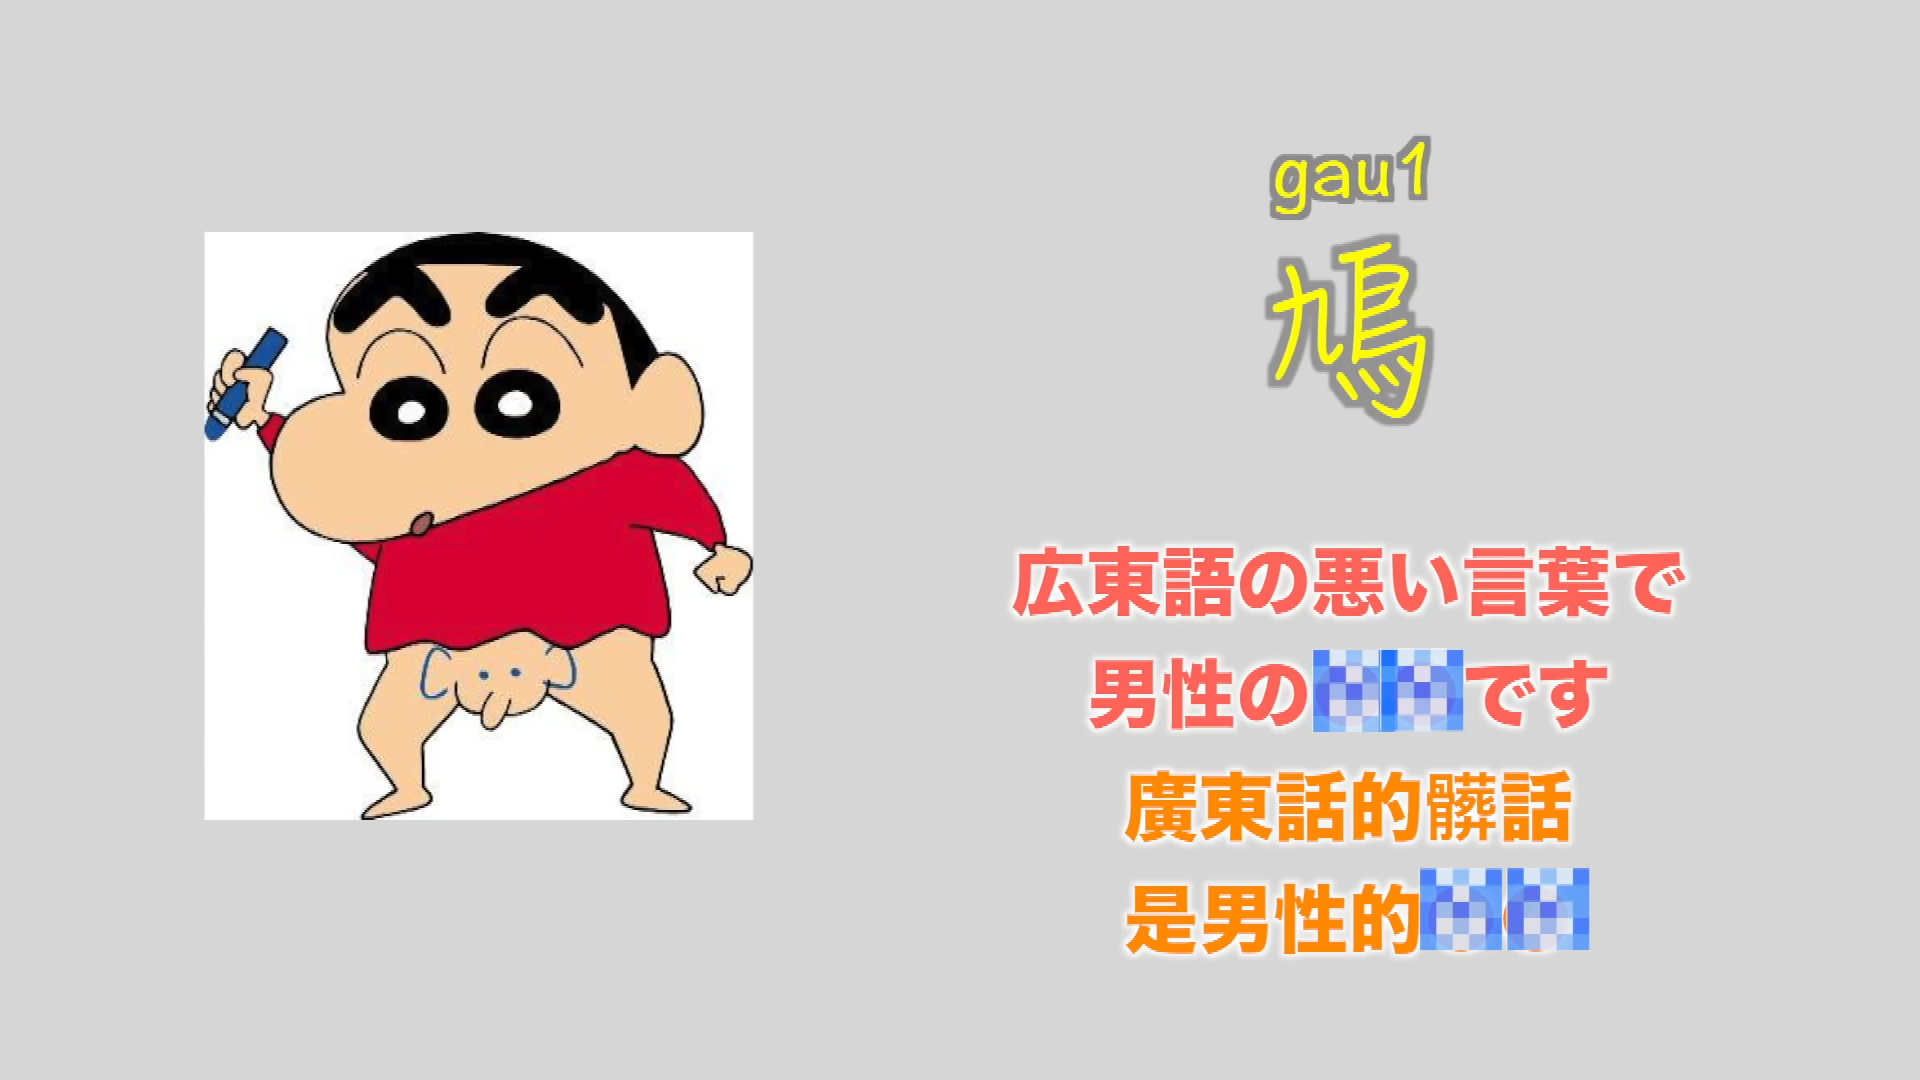 gau1
鳩
広東語の悪い言葉で
男性のです
廣東話的髒話
是男性的